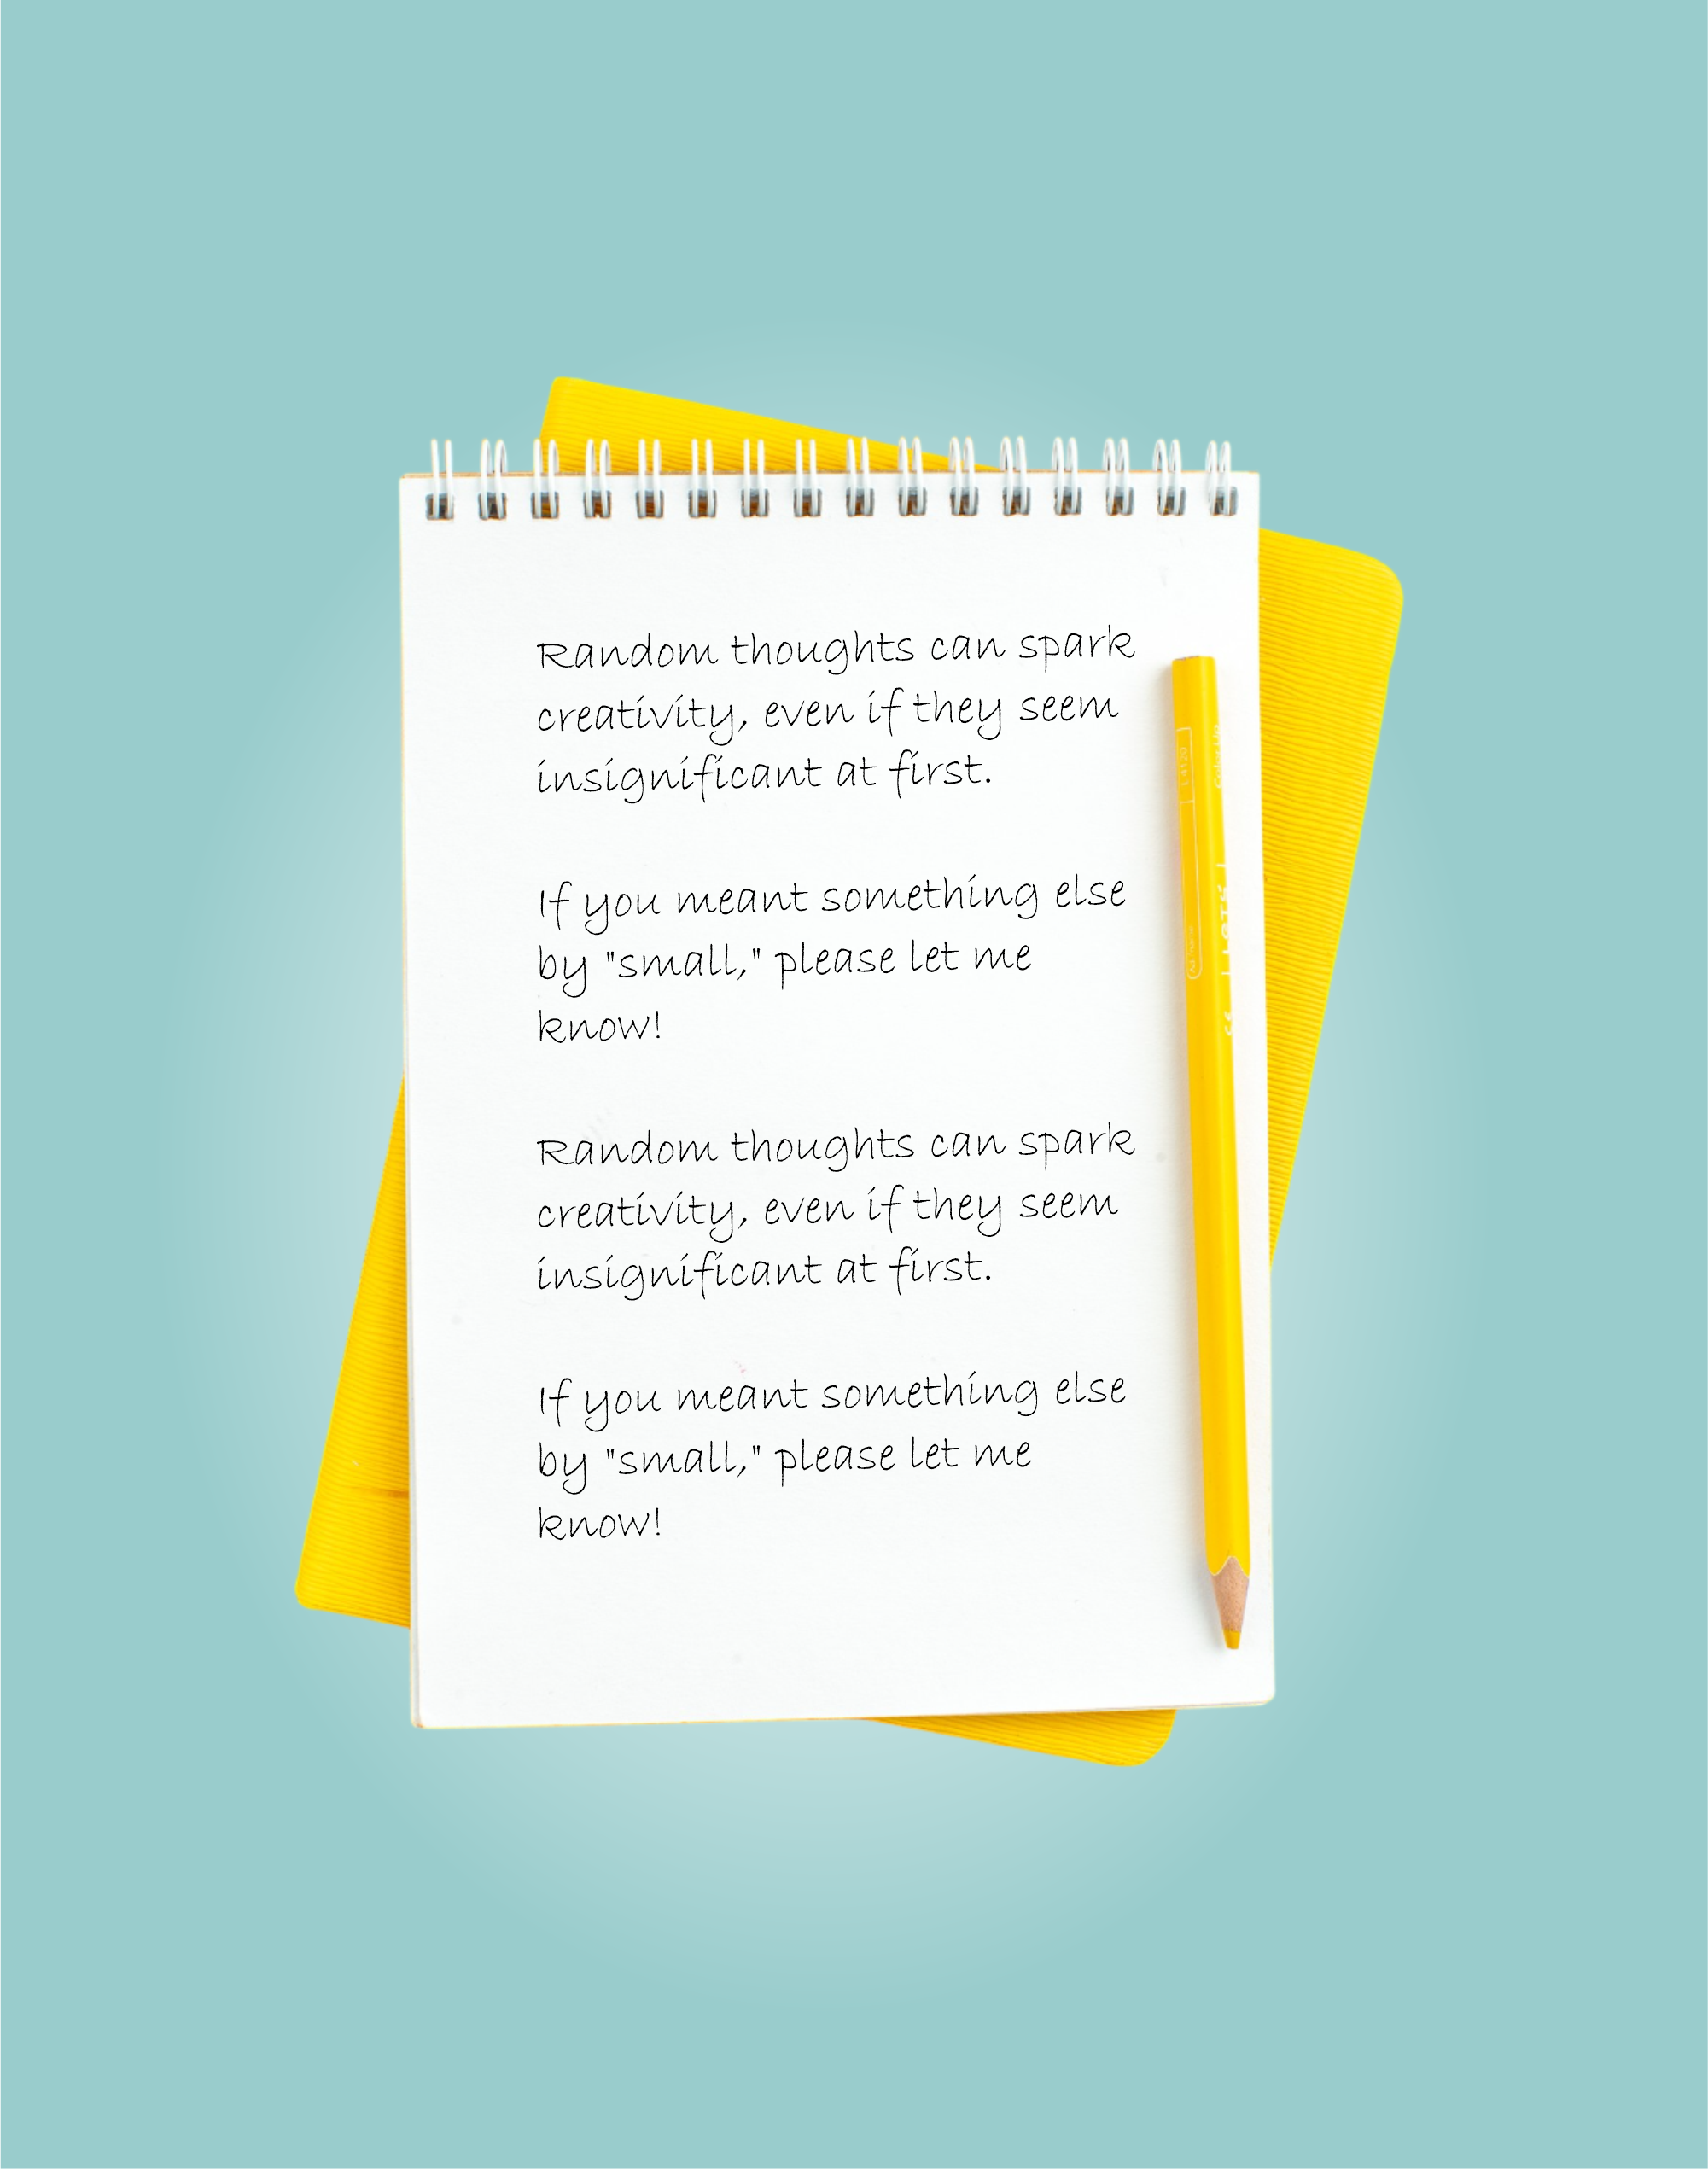 Random thoughts can spark
creativity, even if they seem
insignificant at first.
If you meant something else
by "small," please let me
know!
Random thoughts can spark
creativity, even if they seem
insignificant at first.
If you meant something else
by "small," please let me
know!